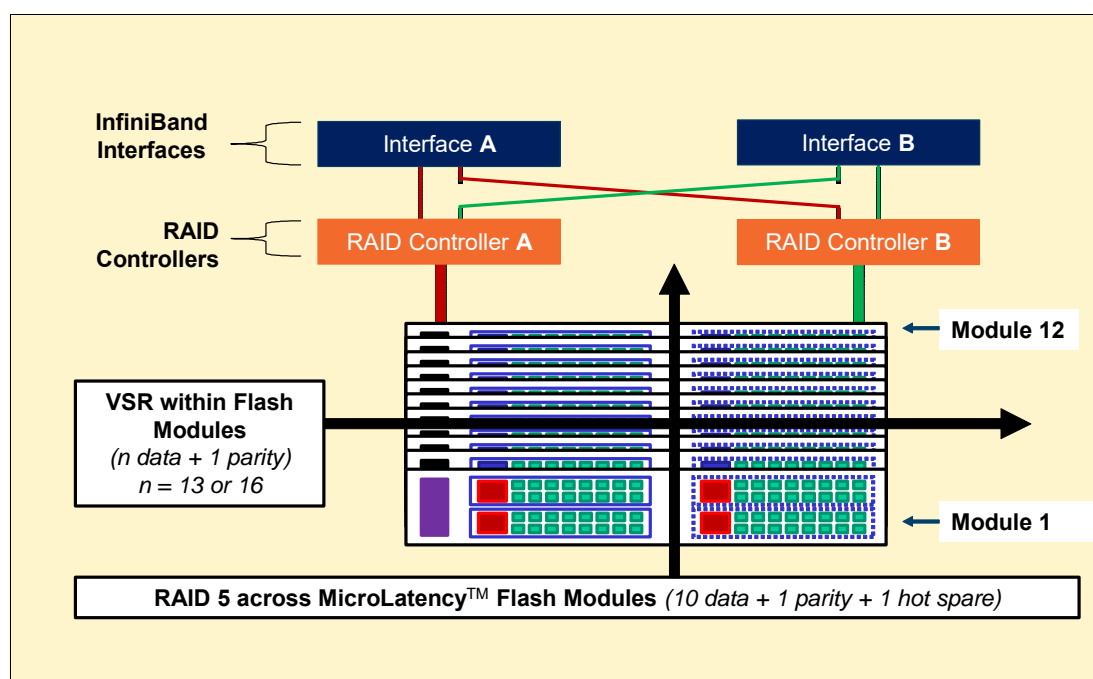 InfiniBand
Interfaces
Interface A
Interface B
RAID
Controllers
RAID Controller A
RAID Controller B
Module 12
VSR within Flash
Modules
(n data + 1 parity)
n = 13 or 16
Module 1
RAID 5 across MicroLatency™ Flash Modules (10 data + 1 parity + 1 hot spare)